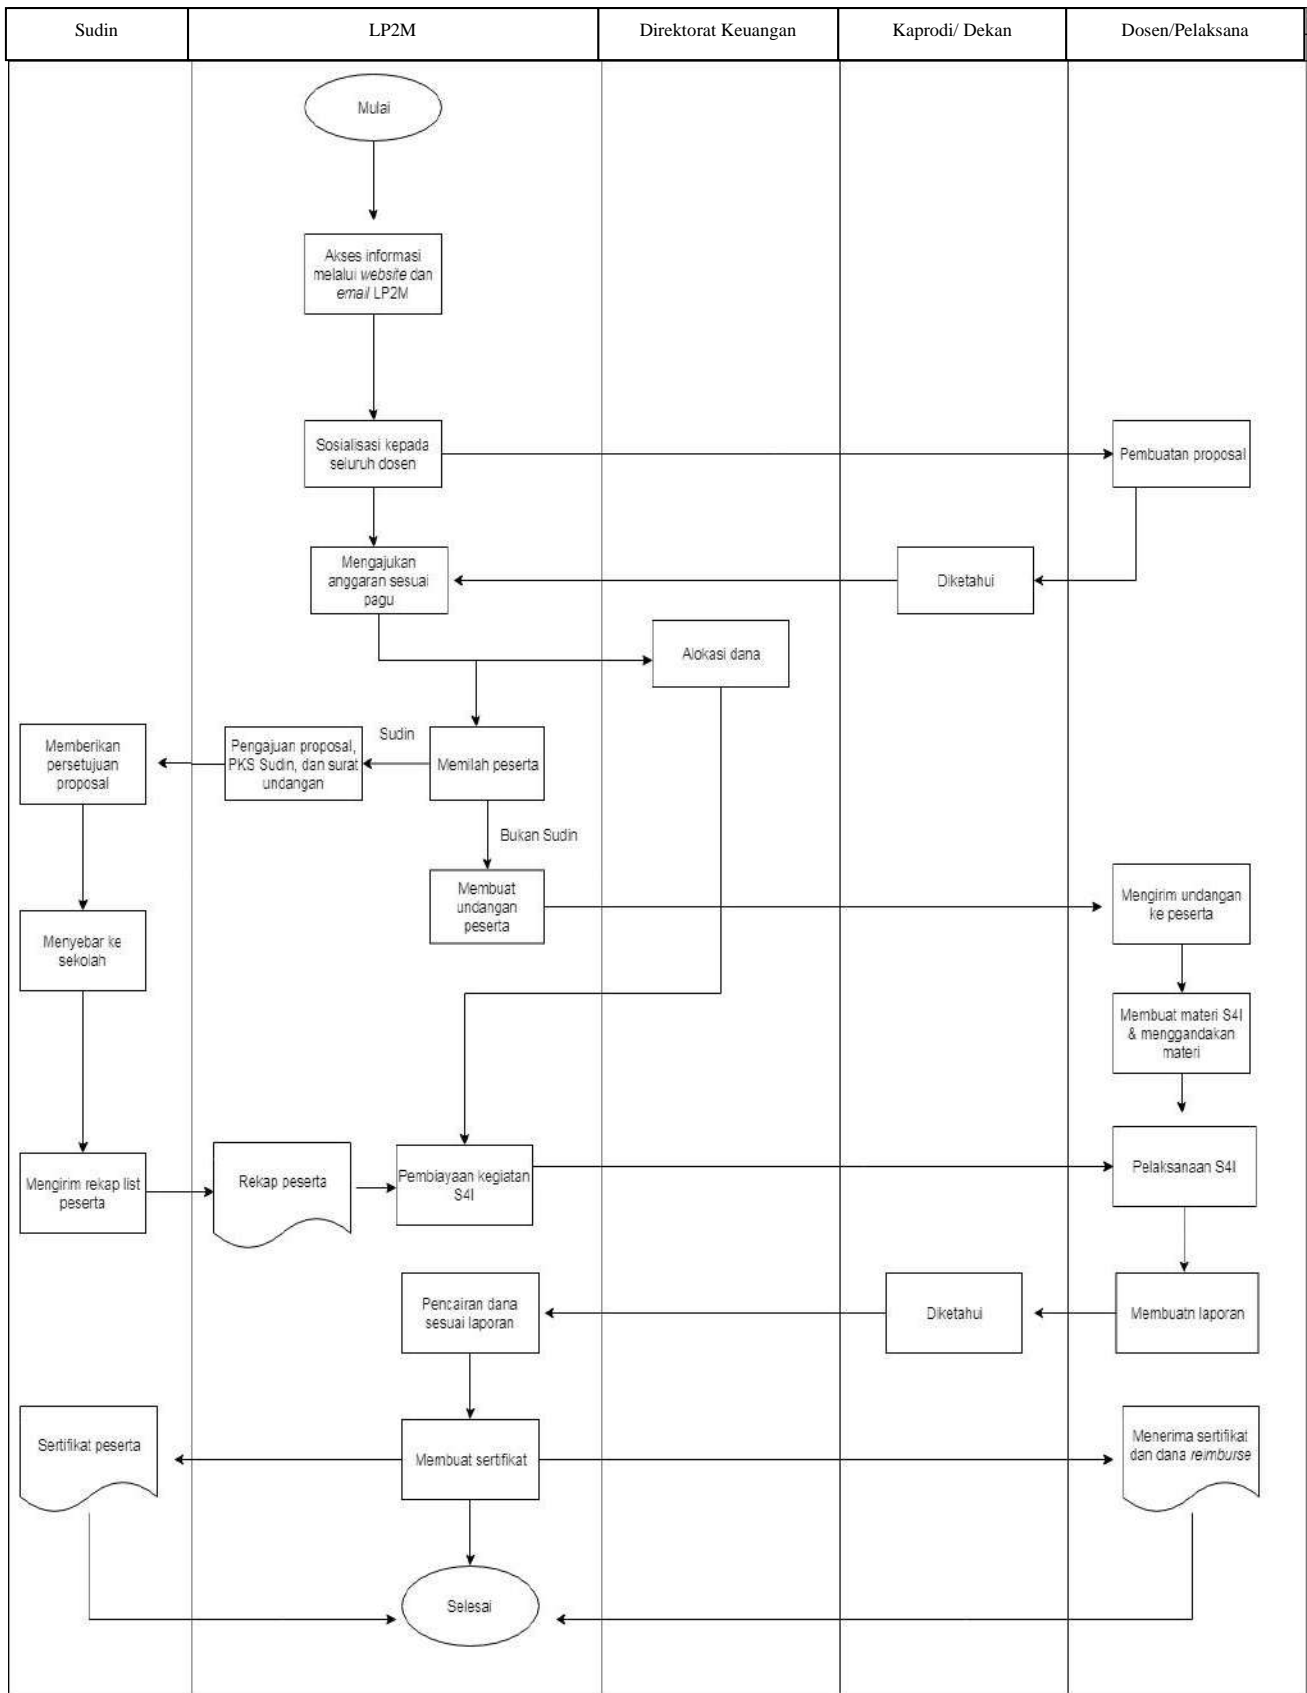 Sudin
LP2M
Direktorat Keuangan
Kaprodi/ Dekan
Dosen/Pelaksana
Mulai
Akses informasi
melalui website dan
email LP2M
Sosialisasi kepada
seluruh dosen
Pembuatan proposal
Mengajukan
anggaran sesuai
pagu
Diketahui
Alokasi dana
Memberikan
persetujuan
proposal
Pengajuan proposal,
PKS Sudin, dan surat
undangan
Sudin
Memilah peserta
Bukan Sudin
Membuat
undangan
peserta
Mengirim undangan
ke peserta
Menyebar ke
sekolah
Membuat materi S4I
& menggandakan
materi
Mengirim rekap list
peserta
Rekap peserta
Pembiayaan kegiatan
S4I
Pelaksanaan S4I
Pencairan dana
sesuai laporan
Diketahui
Membuatn laporan
Sertifikat peserta
Membuat sertifikat
Menerima sertifikat
dan dana reimburse
Selesai